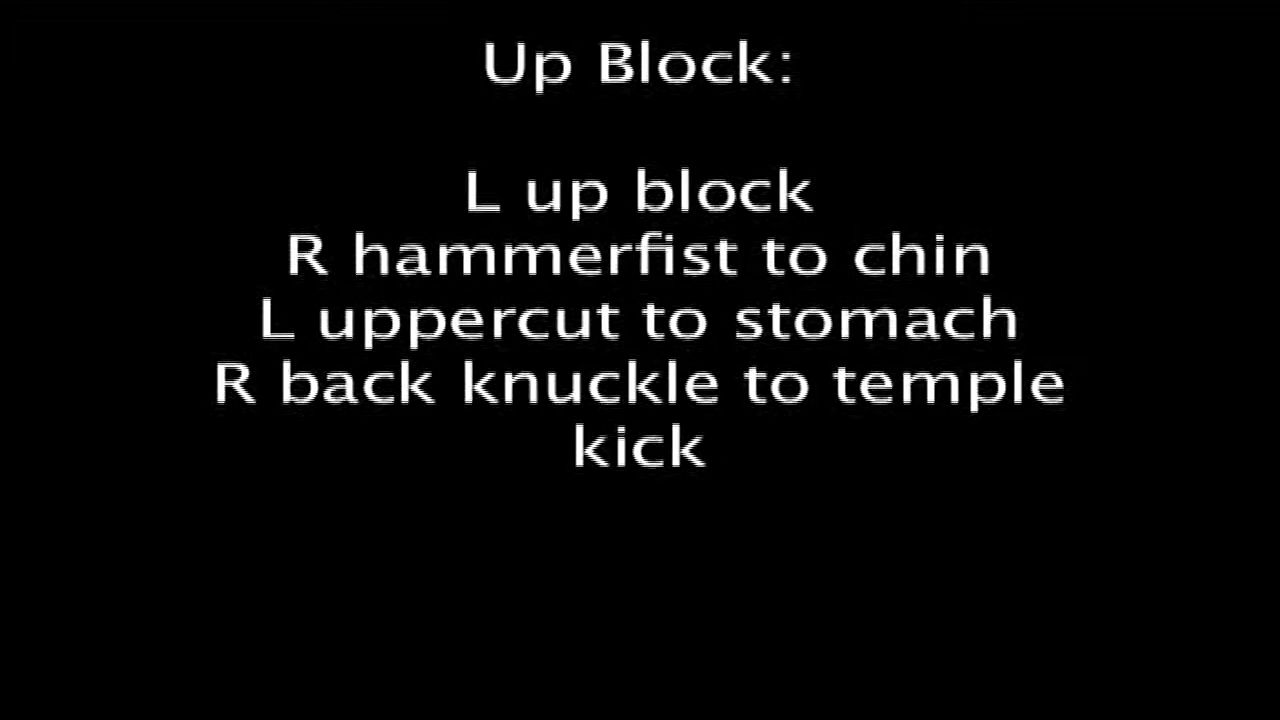 Up Block:
L up block
R hammerfist to chin
L uppercut to stomach
R back knuckle to temple
kick